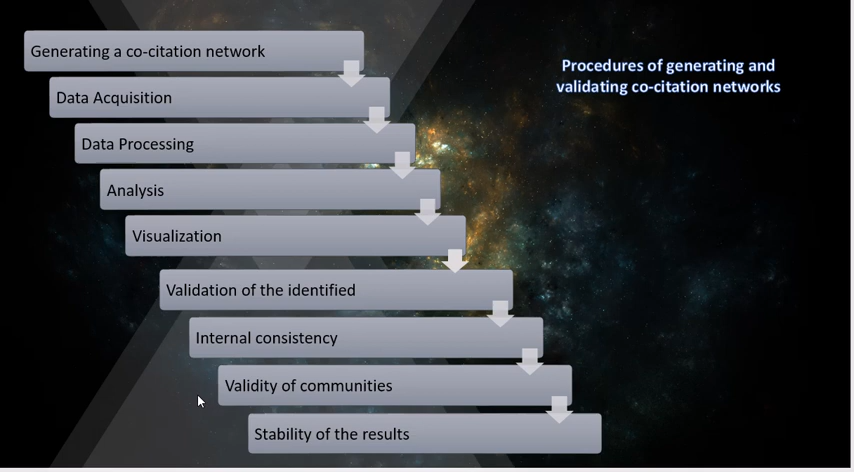 Procedures of generating and
validating co-citation networks
Generating a co-citation network
Data Acquisition
Data Processing
Analysis
Visualization
Validation of the identified
Internal consistency
Validity of communities
Stability of the results